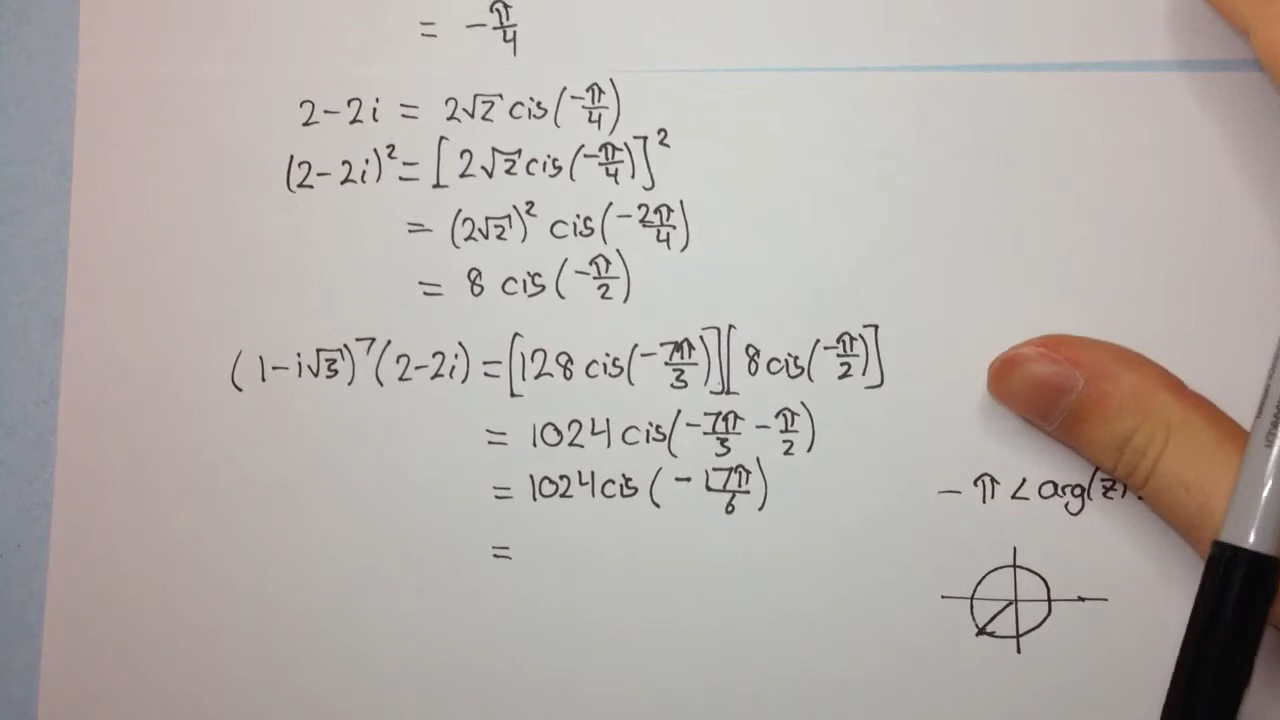 = -π/4
2-2i = 2√2 cis(-π/4)
(2-2i)² = [2√2 cis(-π/4)]²
= (2√2)² cis(-2π/4)
= 8 cis(-π/2)
(1-i√3)⁷(2-2i) = [128 cis(-7π/3)][8 cis(-π/2)]
= 1024 cis(-7π/3 - π/2)
= 1024 cis(-17π/6)
-π < arg(z)
=